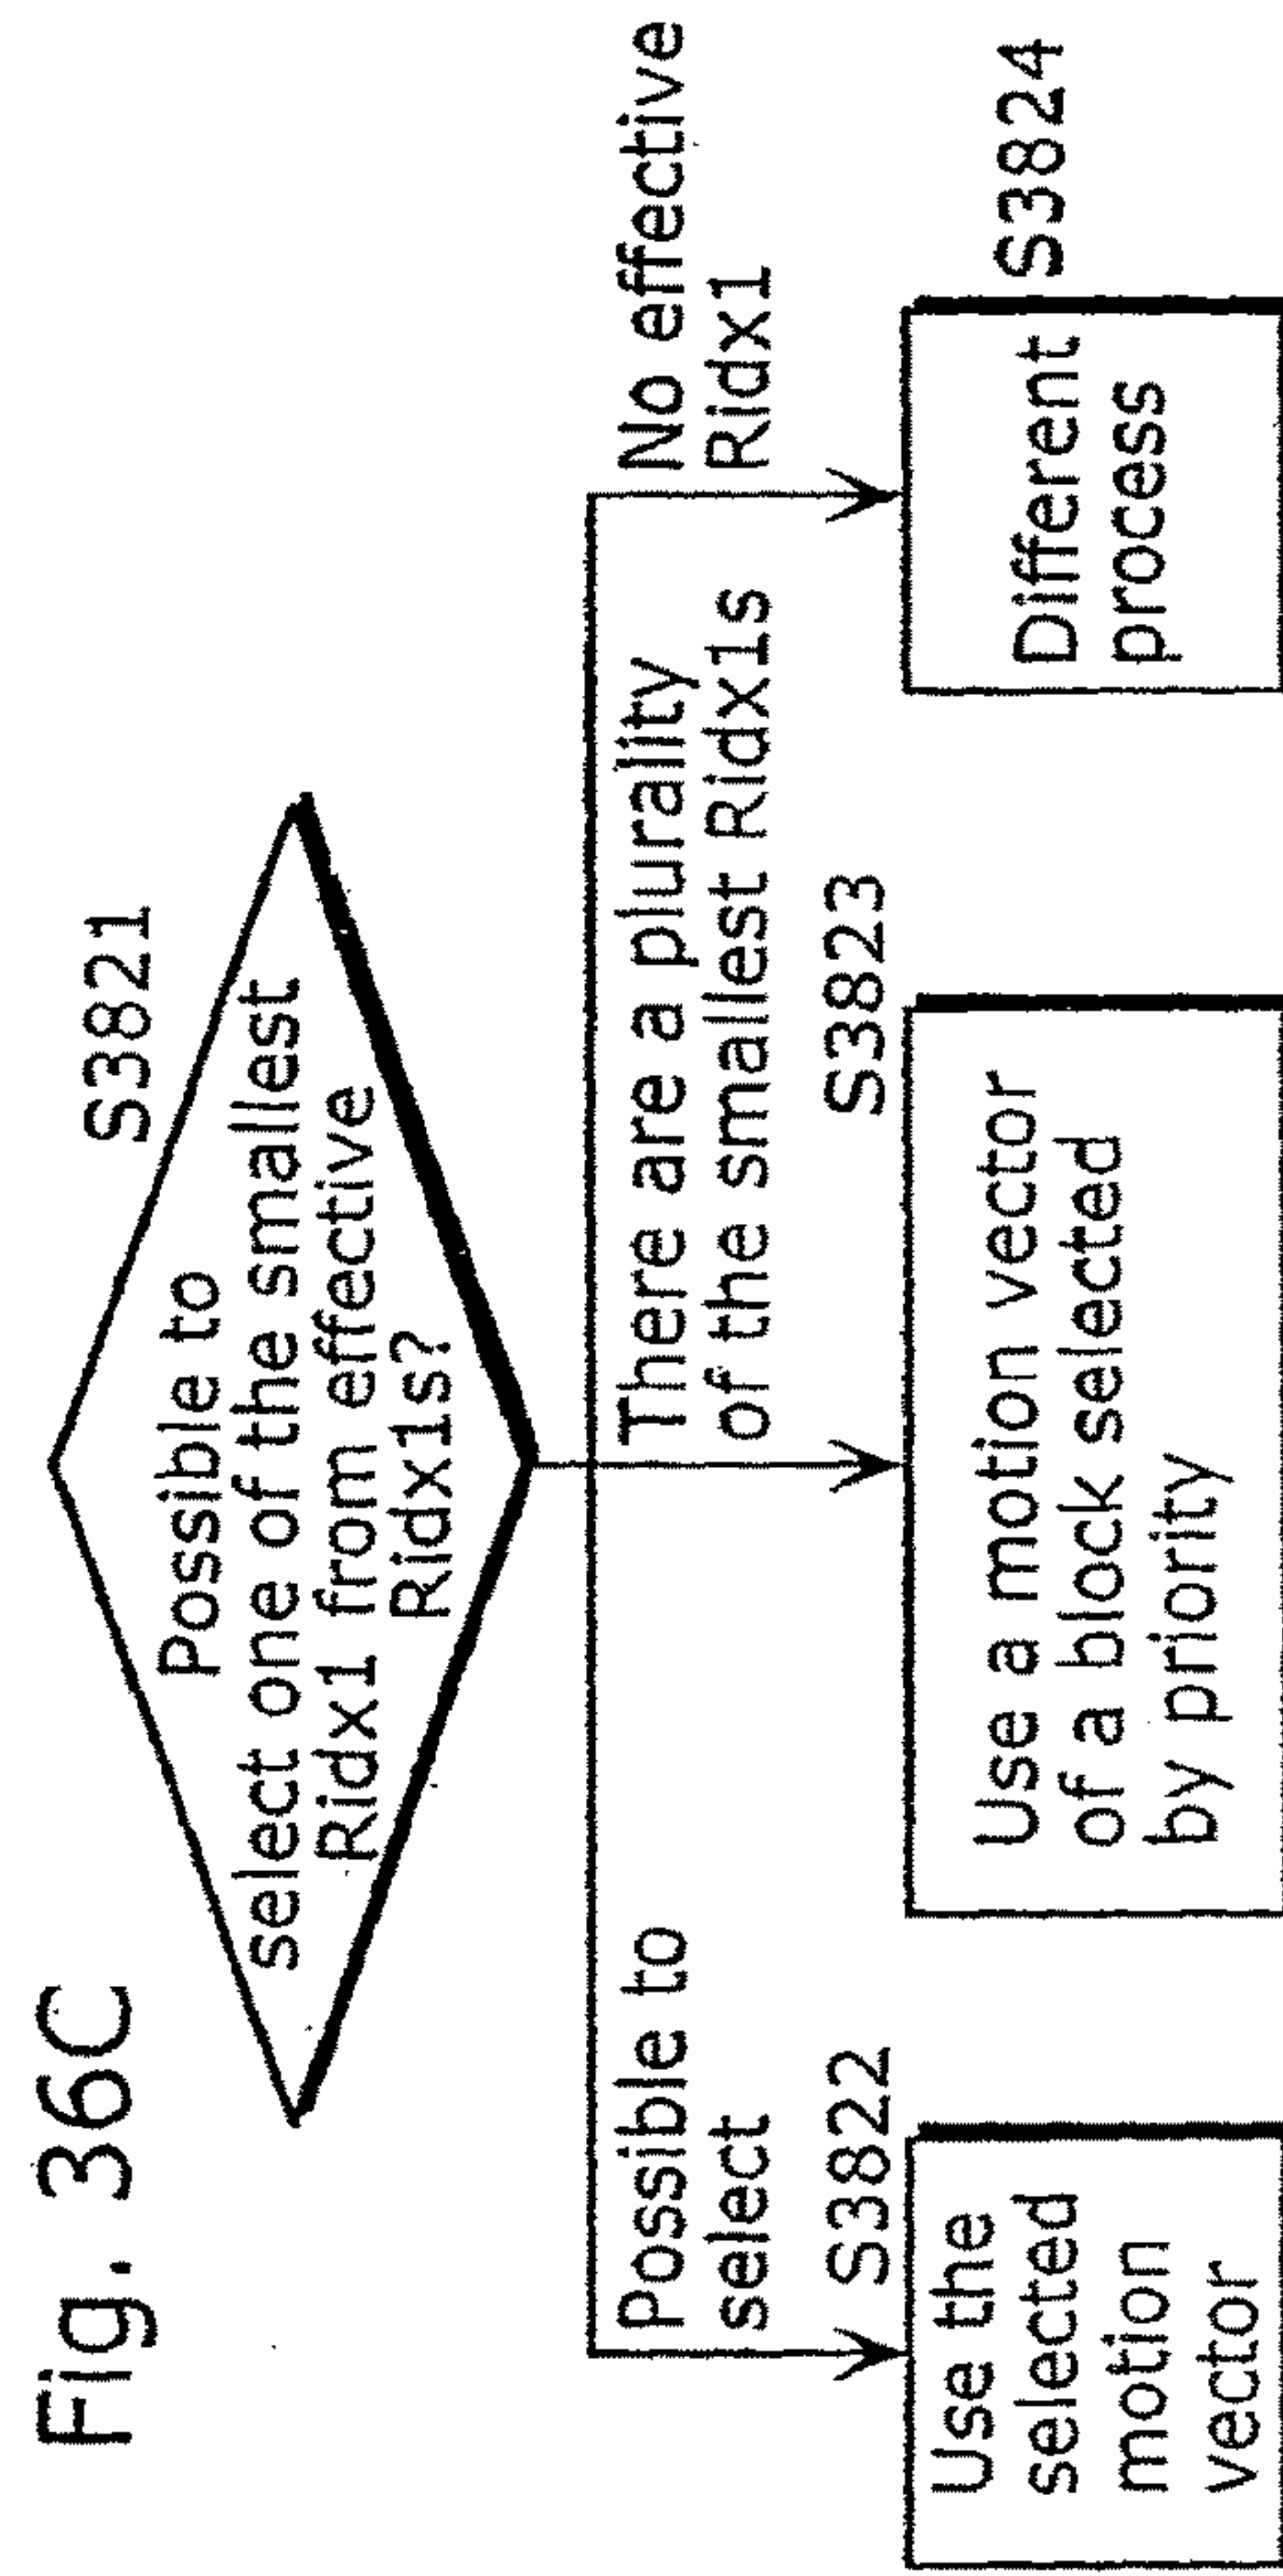 Fig. 36C
S3821
Possible to
select one of the smallest
Ridx1 from effective
Ridx1s?
Possible to
select
There are a plurality
of the smallest Ridx1s
No effective
Ridx1
S3822
Use the
selected
motion
vector
S3823
Use a motion vector
of a block selected
by priority
S3824
Different
process